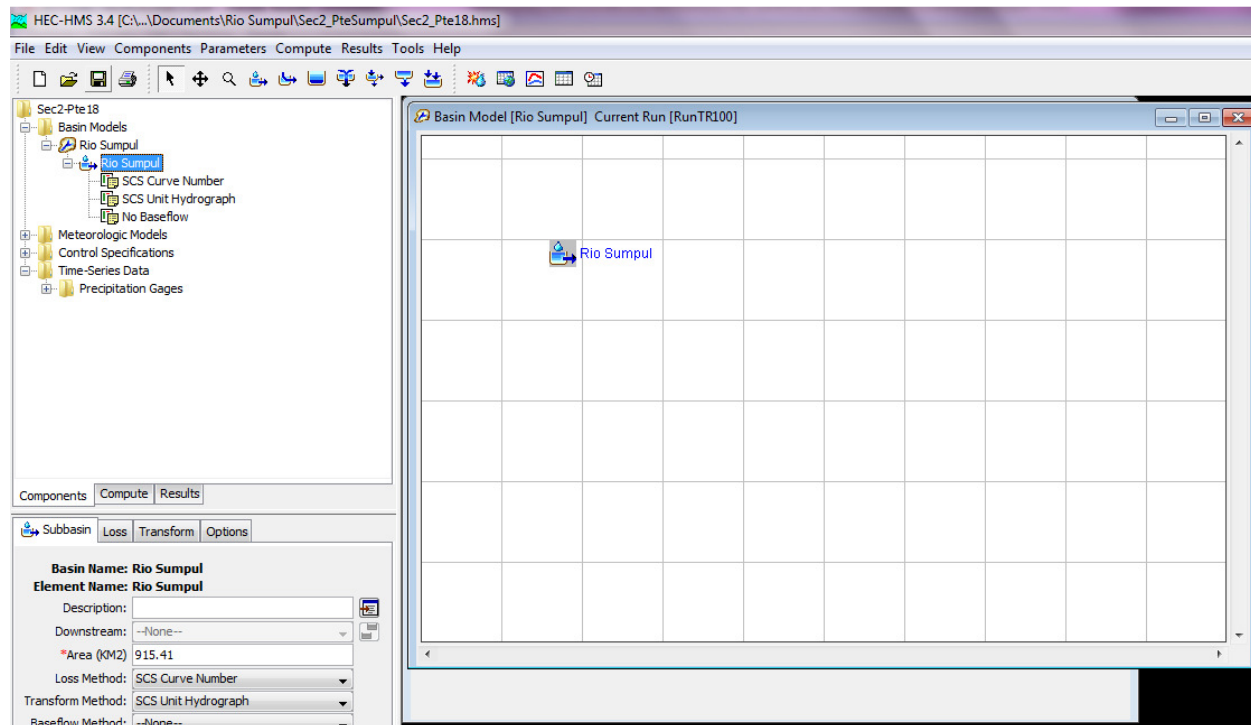 HEC-HMS 3.4 [C:\...\Documents\Rio Sumpul\Sec2_PteSumpul\Sec2_Pte18.hms]
File Edit View Components Parameters Compute Results Tools Help
Sec2-Pte18
Basin Models
Rio Sumpul
Rio Sumpul
SCS Curve Number
SCS Unit Hydrograph
No Baseflow
Meteorologic Models
Control Specifications
Time-Series Data
Precipitation Gages
Components Compute Results
Subbasin Loss Transform Options
Basin Name: Rio Sumpul
Element Name: Rio Sumpul
Description:
Downstream: --None--
*Area (KM2) 915.41
Loss Method: SCS Curve Number
Transform Method: SCS Unit Hydrograph
Baseflow Method: --None--
Basin Model [Rio Sumpul] Current Run [RunTR100]
Rio Sumpul